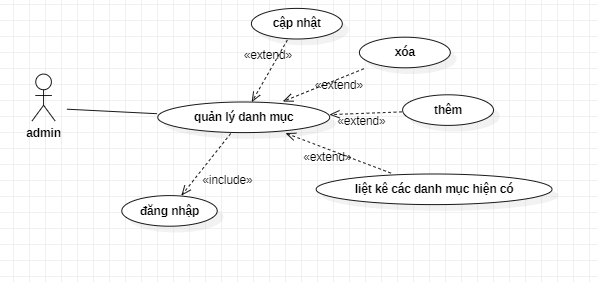 cập nhật
«extend»
xóa
«extend»
thêm
«extend»
quản lý danh mục
admin
«extend»
liệt kê các danh mục hiện có
«include»
đăng nhập